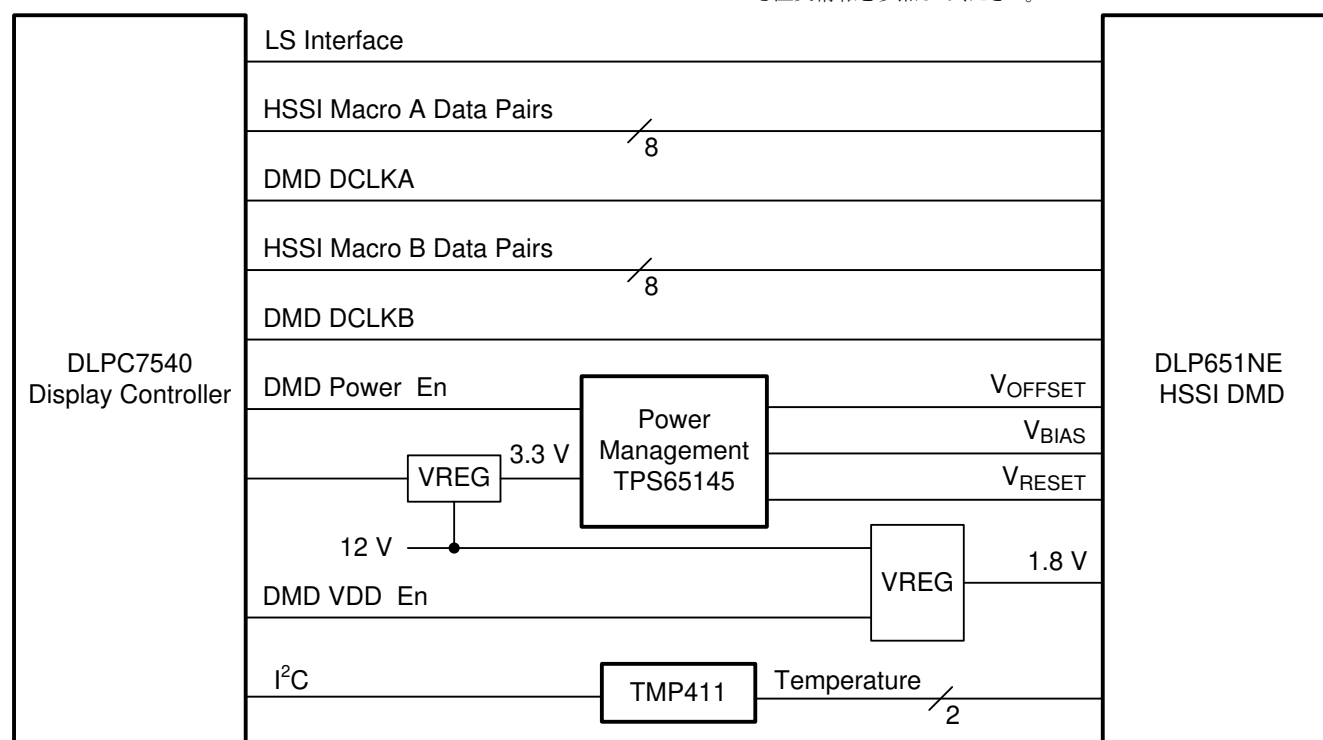 LS Interface
HSSI Macro A Data Pairs
8
DMD DCLKA
HSSI Macro B Data Pairs
8
DMD DCLKB
DLPC7540
Display Controller
DLP651NE
HSSI DMD
DMD Power En
Power
Management
TPS65145
VOFFSET
VBIAS
VRESET
VREG
3.3 V
12 V
VREG
1.8 V
DMD VDD En
I²C
TMP411
Temperature
2